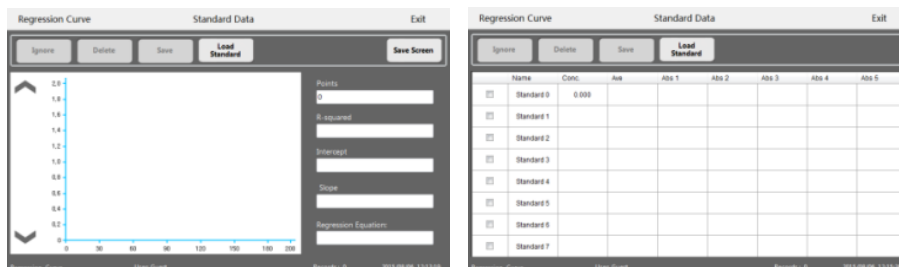 Regression Curve Standard Data Exit
Ignore Delete Save Load Standard Save Screen
Points
0
R-squared
Intercept
Slope
Regression Equation:
2,0
1,8
1,6
1,4
1,2
1,0
0,8
0,6
0,4
0,2
0
0 30 60 90 120 150 180 200
Regression Curve Standard Data Exit
Ignore Delete Save Load Standard
Name Conc. Ave Abs 1 Abs 2 Abs 3 Abs 4 Abs 5
Standard 0 0.000
Standard 1
Standard 2
Standard 3
Standard 4
Standard 5
Standard 6
Standard 7